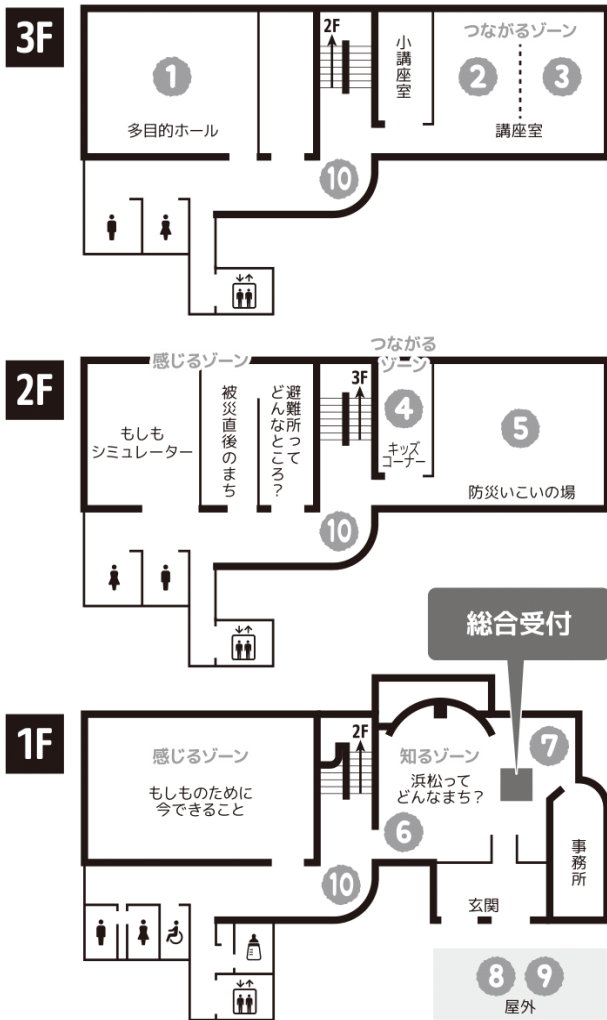 3F
2F
つながるゾーン
小講座室
1
2
3
多目的ホール
講座室
10
2F
感じるゾーン
つながる
ゾーン
3F
もしも
シミュレーター
被災直後のまち
避難所って
どんなところ？
4
キッズ
コーナー
5
防災いこいの場
10
総合受付
1F
2F
感じるゾーン
もしものために
今できること
知るゾーン
浜松って
どんなまち？
7
6
10
事務所
玄関
8
9
屋外